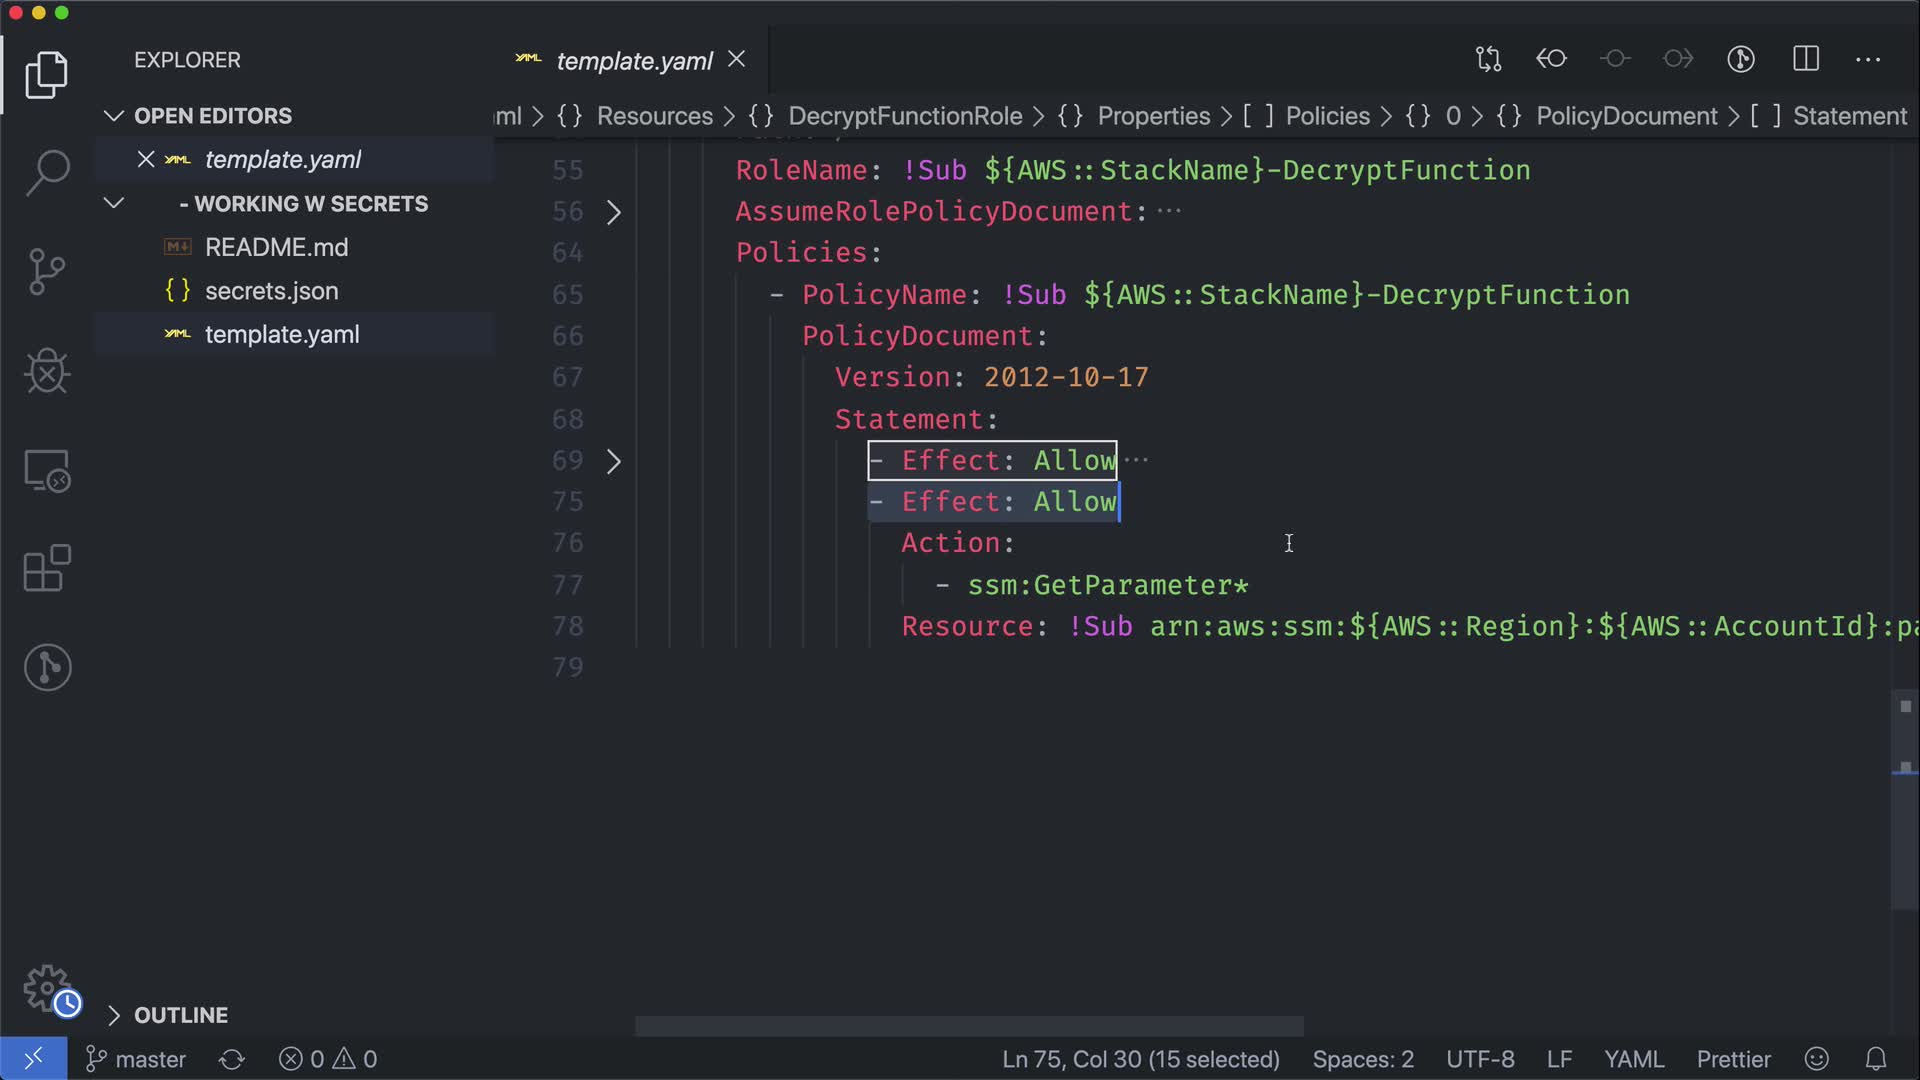 EXPLORER
OPEN EDITORS
template.yaml
- WORKING W SECRETS
README.md
{ } secrets.json
template.yaml
OUTLINE
template.yaml
ml > {} Resources > {} DecryptFunctionRole > {} Properties > [ ] Policies > {} 0 > {} PolicyDocument > [ ] Statement
55 RoleName: !Sub ${AWS::StackName}-DecryptFunction
56 AssumeRolePolicyDocument: ...
64 Policies:
65 - PolicyName: !Sub ${AWS::StackName}-DecryptFunction
66 PolicyDocument:
67 Version: 2012-10-17
68 Statement:
69 - Effect: Allow ...
75 - Effect: Allow
76 Action:
77 - ssm:GetParameter*
78 Resource: !Sub arn:aws:ssm:${AWS::Region}:${AWS::AccountId}:pa
79
master 0 0 Ln 75, Col 30 (15 selected) Spaces: 2 UTF-8 LF YAML Prettier